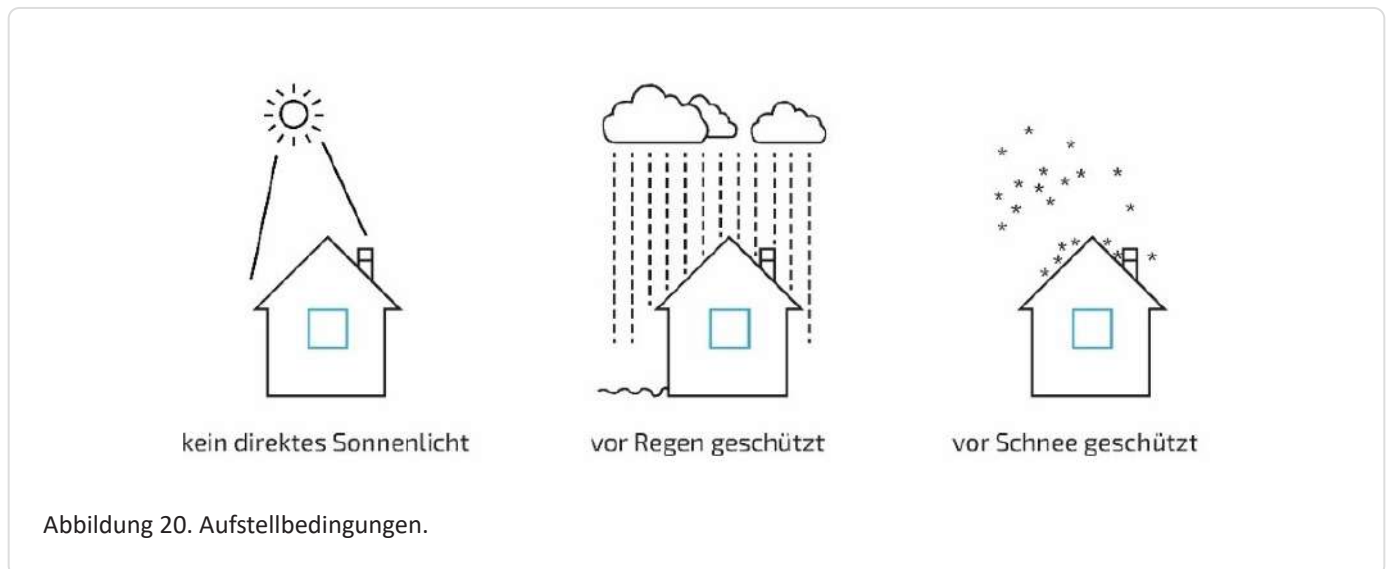 kein direktes Sonnenlicht
vor Regen geschützt
vor Schnee geschützt
Abbildung 20. Aufstellbedingungen.